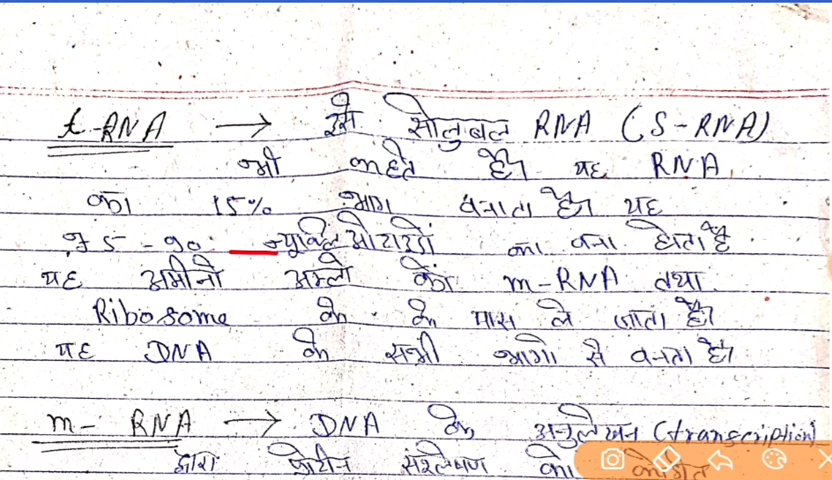 t-RNA → इसे सोलुबल RNA (S-RNA)
भी कहते है। यह RNA
का 15% भाग बनाता है। यह
75 - 90 न्यूक्लिओटाइडों का बना होता है
यह अमीनो अम्लो को m-RNA तथा
Ribosome के के पास ले जाता है।
यह DNA के सभी भागो से बनता है।
m- RNA → DNA के अनुलेखन (transcription)
द्वारा प्रोटीन संश्लेषण का